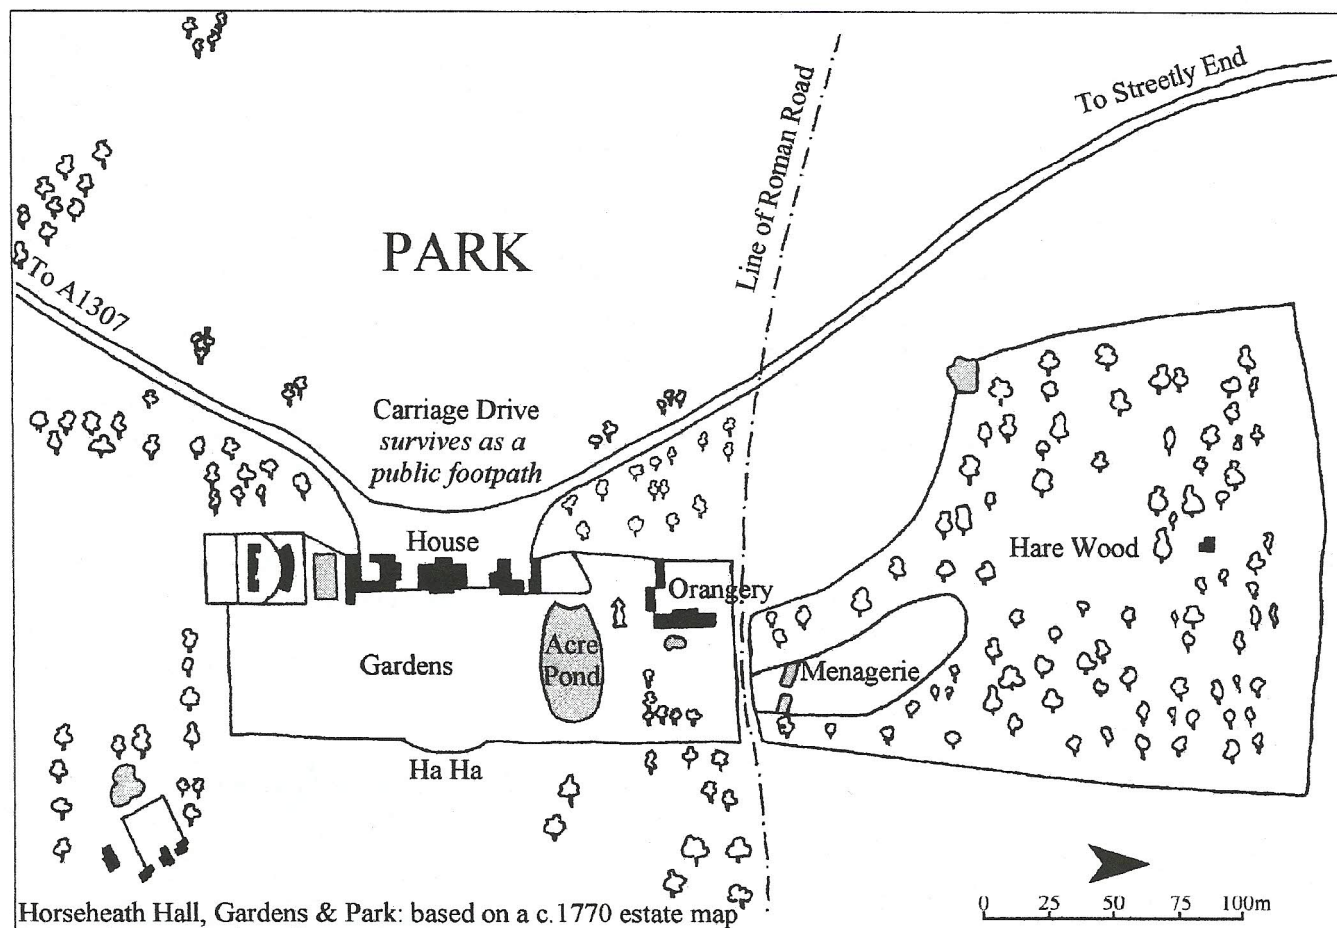 To Streetly End
Line of Roman Road
PARK
To A1307
Carriage Drive
survives as a
public footpath
House
Hare Wood
Orangery
Acre
Pond
Gardens
Menagerie
Ha Ha
0 25 50 75 100m
Horseheath Hall, Gardens & Park: based on a c.1770 estate map